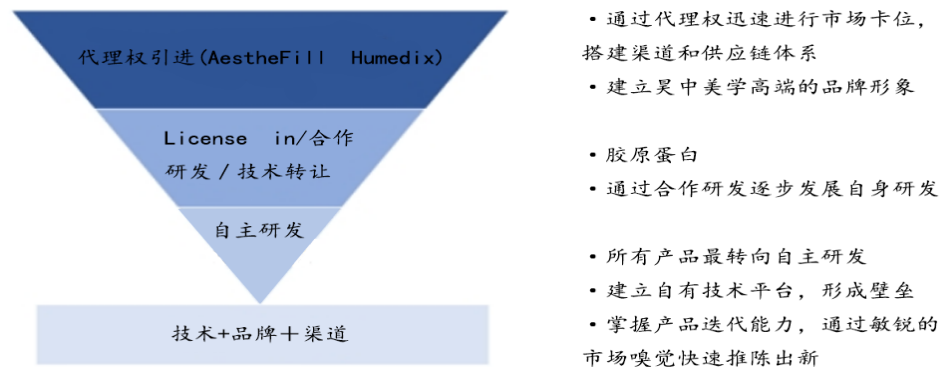 代理权引进(AestheFill Humedix)
License in/合作
研发/技术转让
自主研发
技术+品牌+渠道
·通过代理权迅速进行市场卡位，
搭建渠道和供应链体系
·建立吴中美学高端的品牌形象
·胶原蛋白
·通过合作研发逐步发展自身研发
·所有产品最转向自主研发
·建立自有技术平台，形成壁垒
·掌握产品迭代能力，通过敏锐的
市场嗅觉快速推陈出新